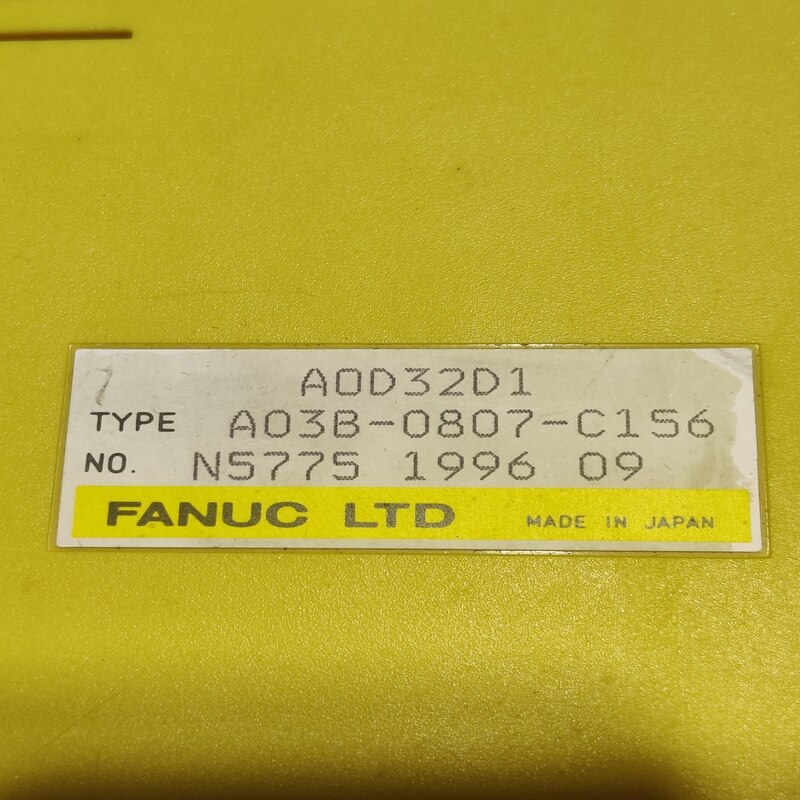 AOD32D1
TYPE A03B-0807-C156
NO. N5775 1996 09
FANUC LTD MADE IN JAPAN